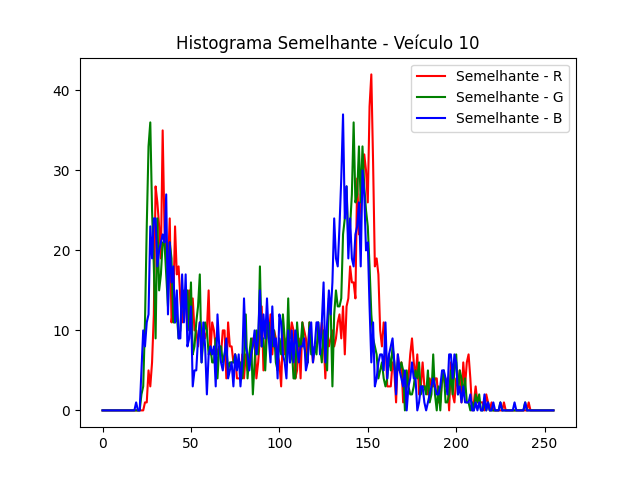 Histograma Semelhante - Veículo 10
Semelhante - R
Semelhante - G
Semelhante - B
40
30
20
10
0
0 50 100 150 200 250